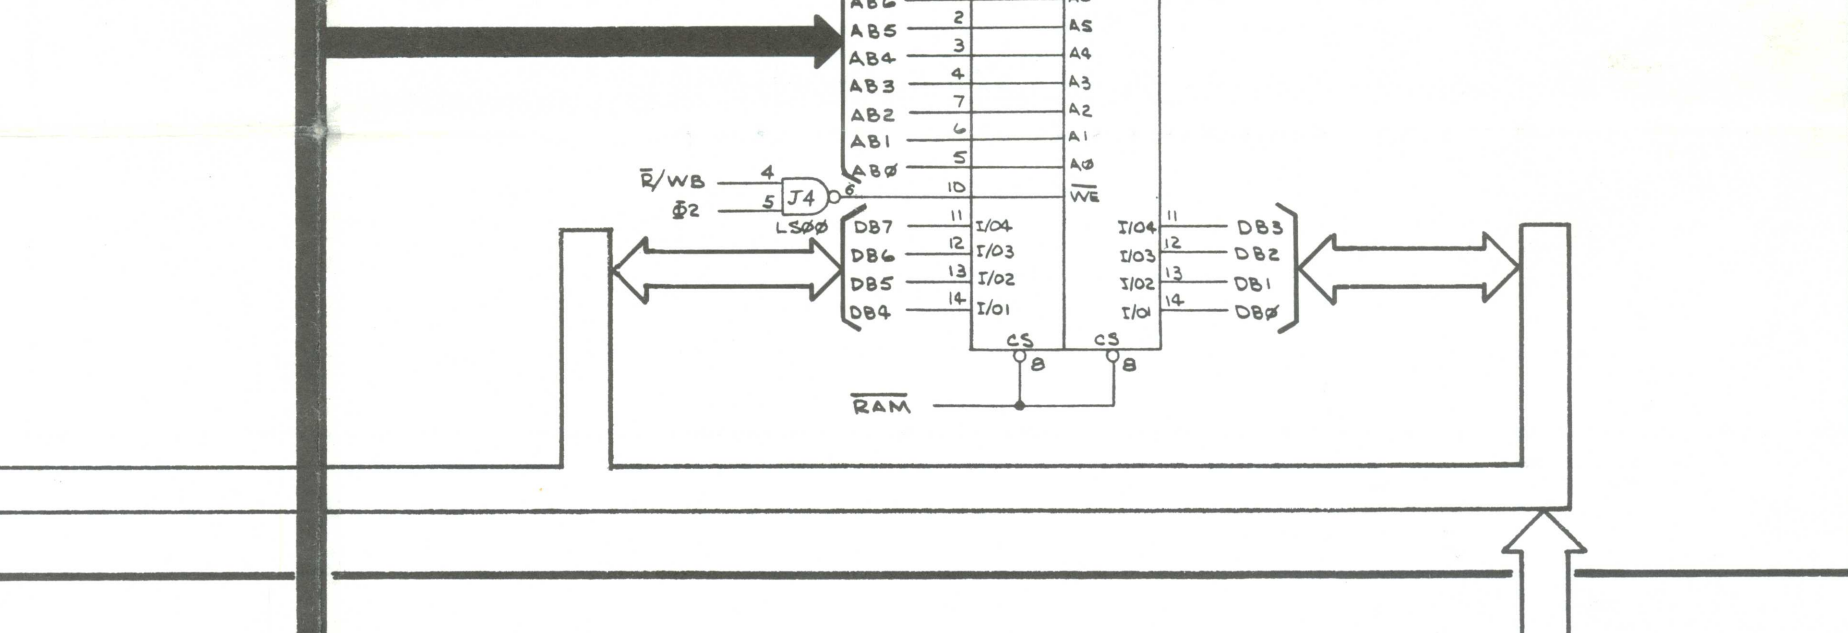 AB6
2
AB5 A5
3
AB4 A4
4
AB3 A3
7
AB2 A2
6
AB1 A1
5
ABØ AØ
R̅/WB 4 J4 6 10 W̅E̅
Φ2 5
LSØØ
DB7 11 I/O4 I/O4 11 DB3
DB6 12 I/O3 I/O3 12 DB2
DB5 13 I/O2 I/O2 13 DB1
DB4 14 I/O1 I/O1 14 DBØ
CS CS
8 8
R̅A̅M̅